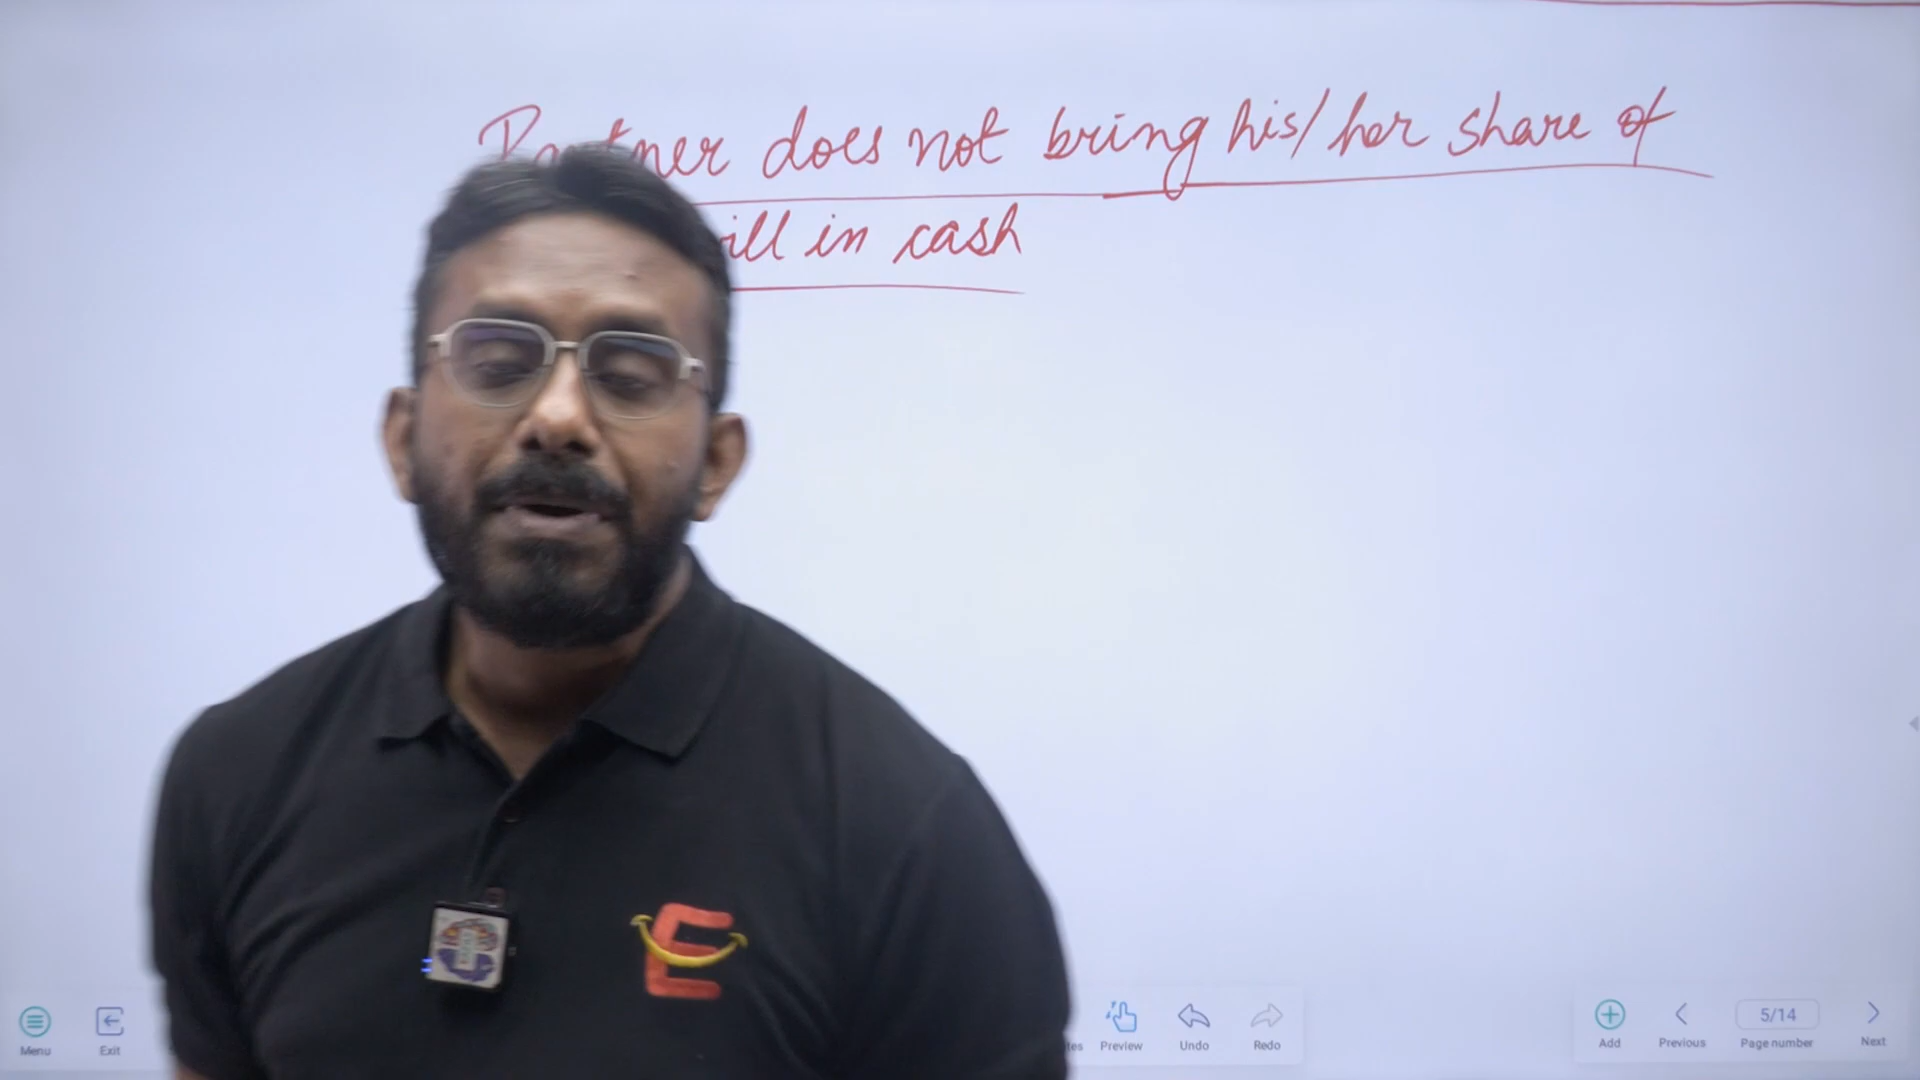 Partner does not bring his/her share of
in cash
E
Menu
Exit
Preview
Undo
Redo
Add
Previous
5/14
Page number
Next